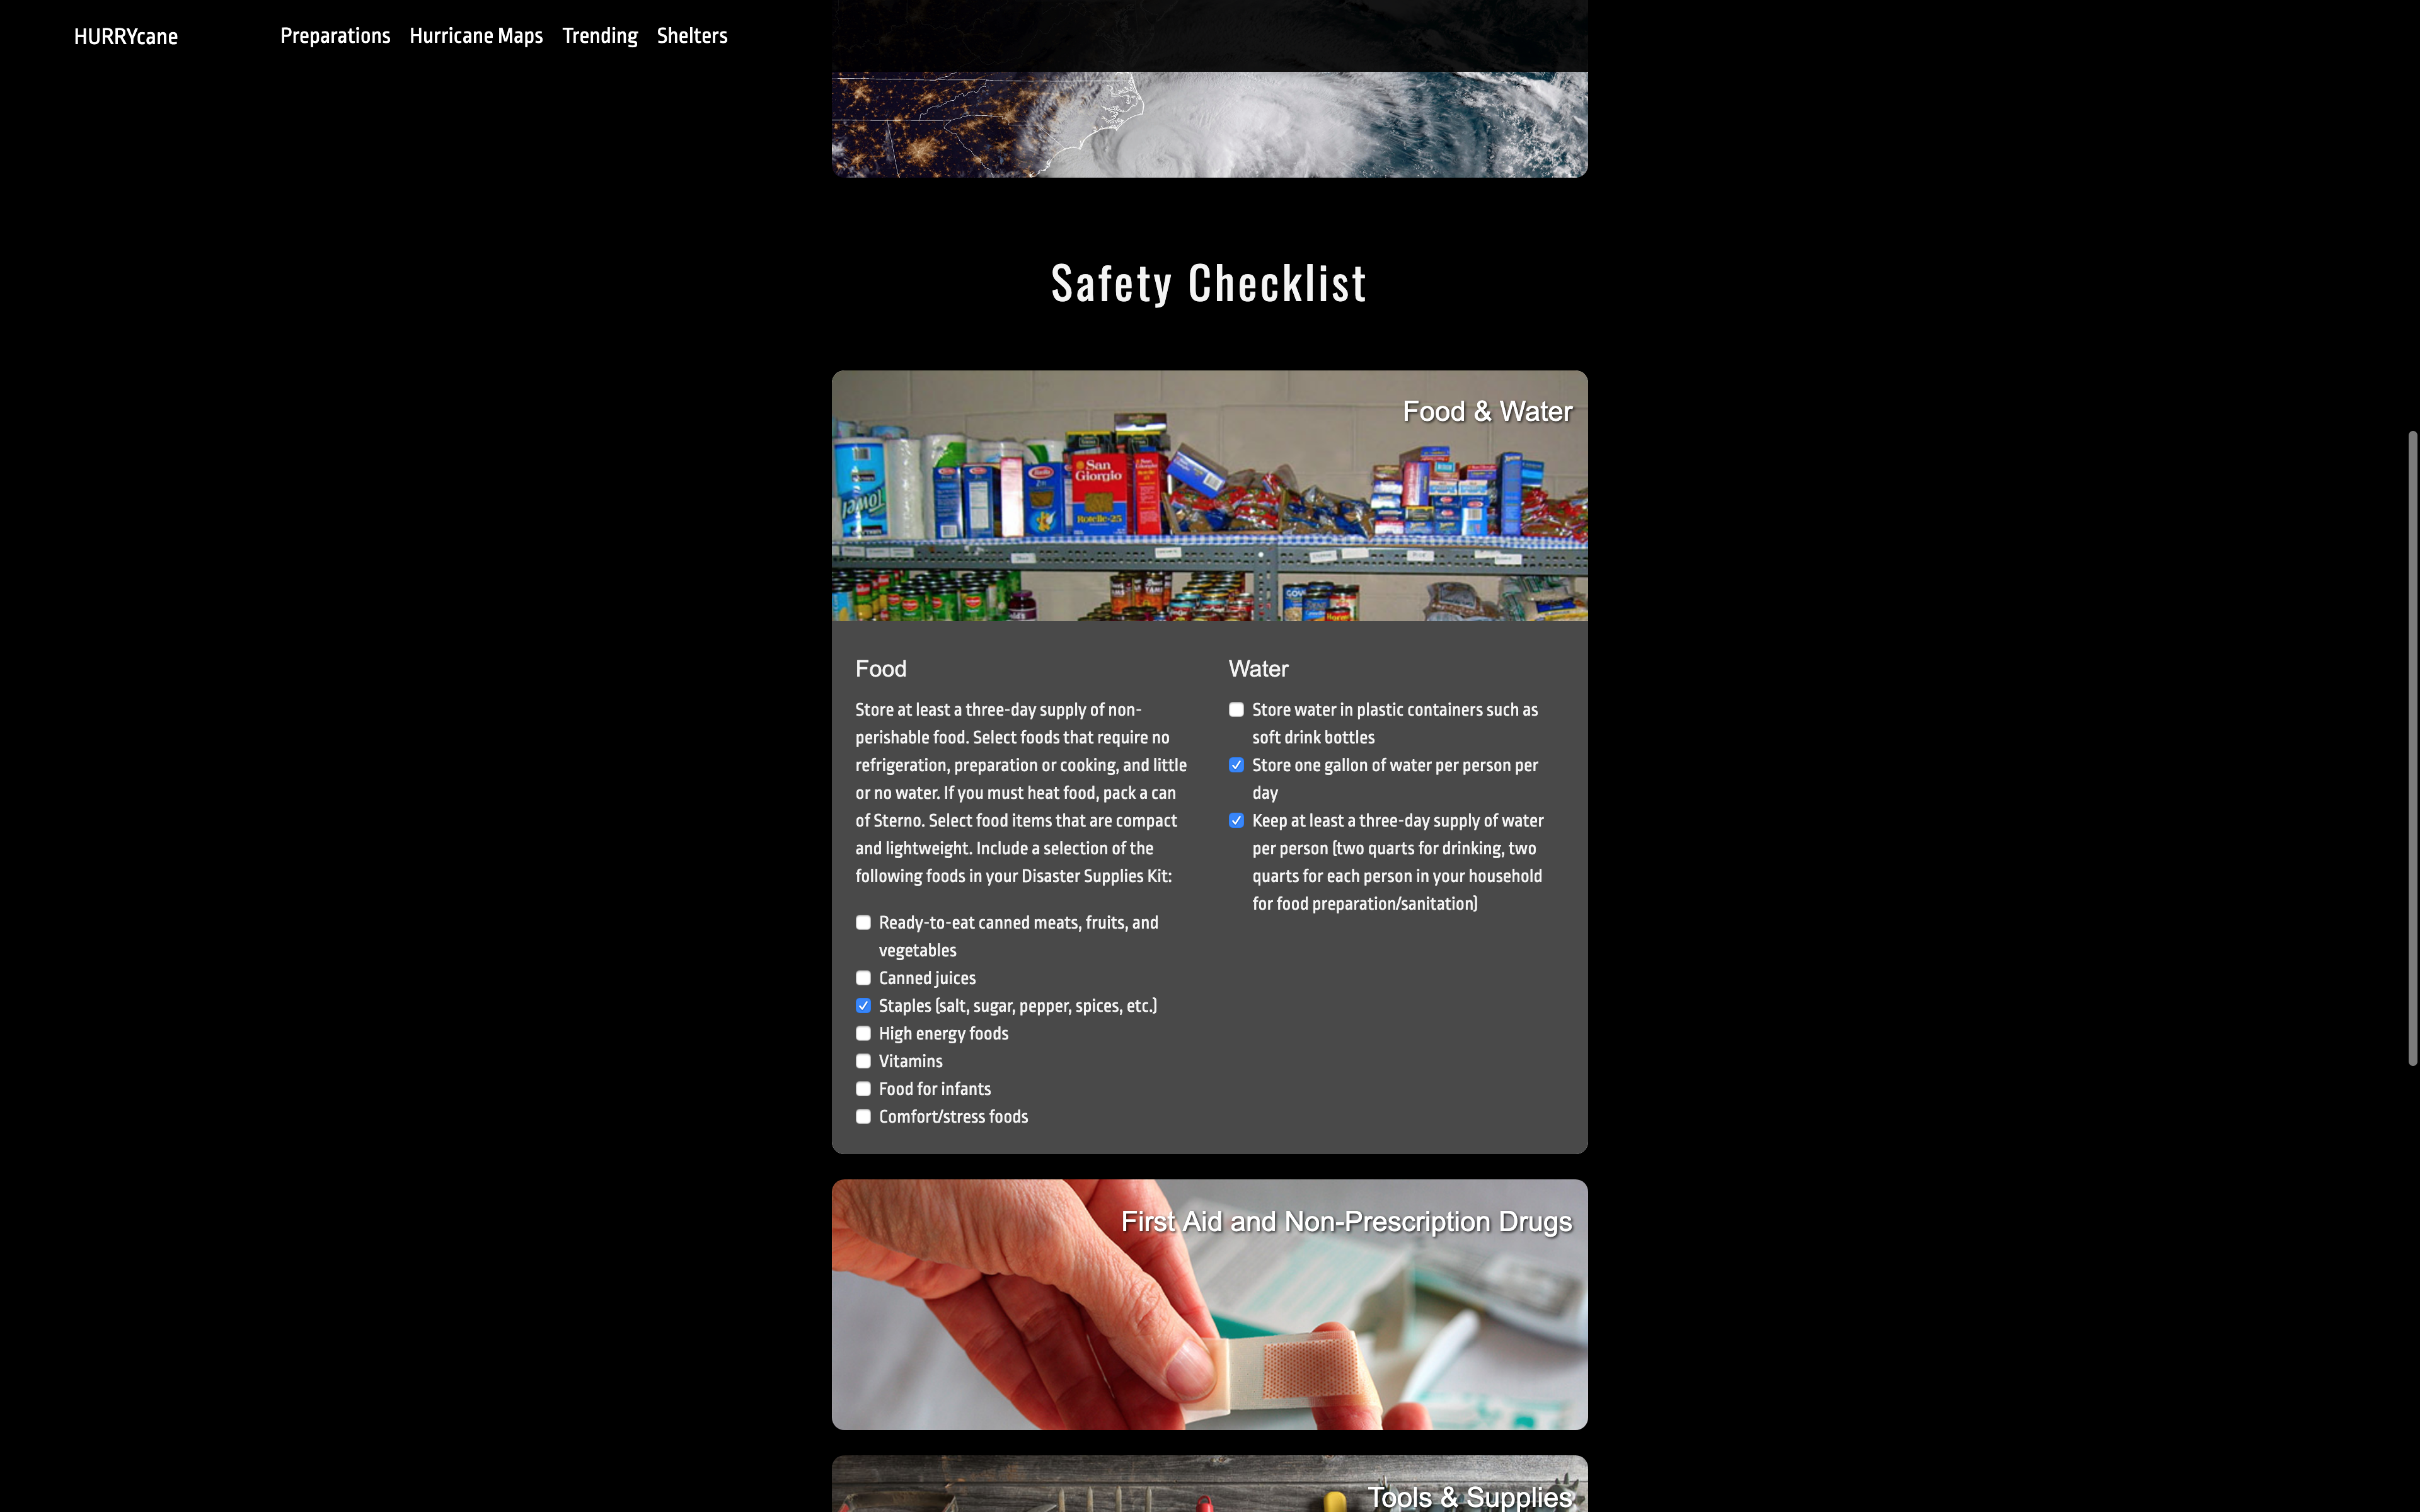 HURRYcane
Preparations Hurricane Maps Trending Shelters
Safety Checklist
Food & Water
Towel
San
Giorgio
Rotelle-25
YAMS
GOYA
Food
Store at least a three-day supply of non-
perishable food. Select foods that require no
refrigeration, preparation or cooking, and little
or no water. If you must heat food, pack a can
of Sterno. Select food items that are compact
and lightweight. Include a selection of the
following foods in your Disaster Supplies Kit:
Ready-to-eat canned meats, fruits, and
vegetables
Canned juices
Staples (salt, sugar, pepper, spices, etc.)
High energy foods
Vitamins
Food for infants
Comfort/stress foods
Water
Store water in plastic containers such as
soft drink bottles
Store one gallon of water per person per
day
Keep at least a three-day supply of water
per person (two quarts for drinking, two
quarts for each person in your household
for food preparation/sanitation)
First Aid and Non-Prescription Drugs
Tools & Supplies